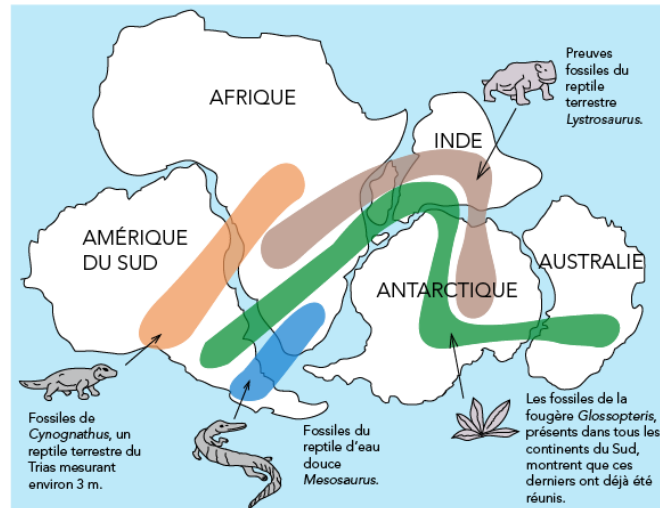 AFRIQUE
Preuves
fossiles du
reptile
terrestre
Lystrosaurus.
INDE
AMÉRIQUE
DU SUD
AUSTRALIE
ANTARCTIQUE
Fossiles de
Cynognathus, un
reptile terrestre du
Trias mesurant
environ 3 m.
Fossiles du
reptile d'eau
douce
Mesosaurus.
Les fossiles de la
fougère Glossopteris,
présents dans tous les
continents du Sud,
montrent que ces
derniers ont déjà été
réunis.